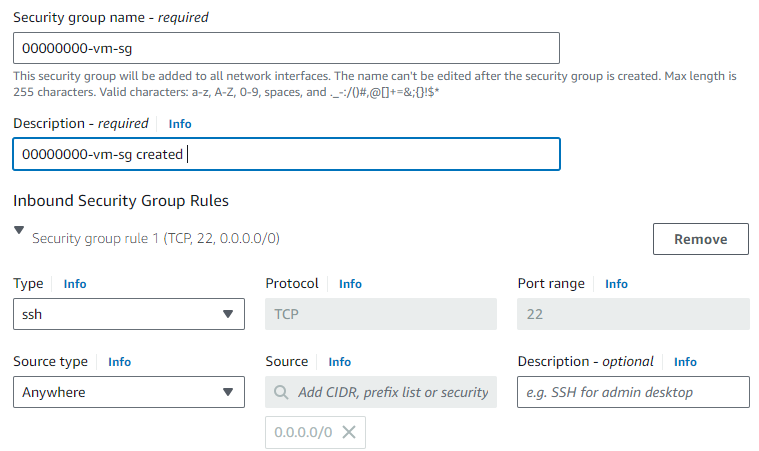 Security group name - required
00000000-vm-sg
This security group will be added to all network interfaces. The name can't be edited after the security group is created. Max length is
255 characters. Valid characters: a-z, A-Z, 0-9, spaces, and ._-:/()#,@[]+=&;{}!$*
Description - required Info
00000000-vm-sg created
Inbound Security Group Rules
Security group rule 1 (TCP, 22, 0.0.0.0/0) Remove
Type Info Protocol Info Port range Info
ssh TCP 22
Source type Info Source Info Description - optional Info
Anywhere Add CIDR, prefix list or security e.g. SSH for admin desktop
0.0.0.0/0